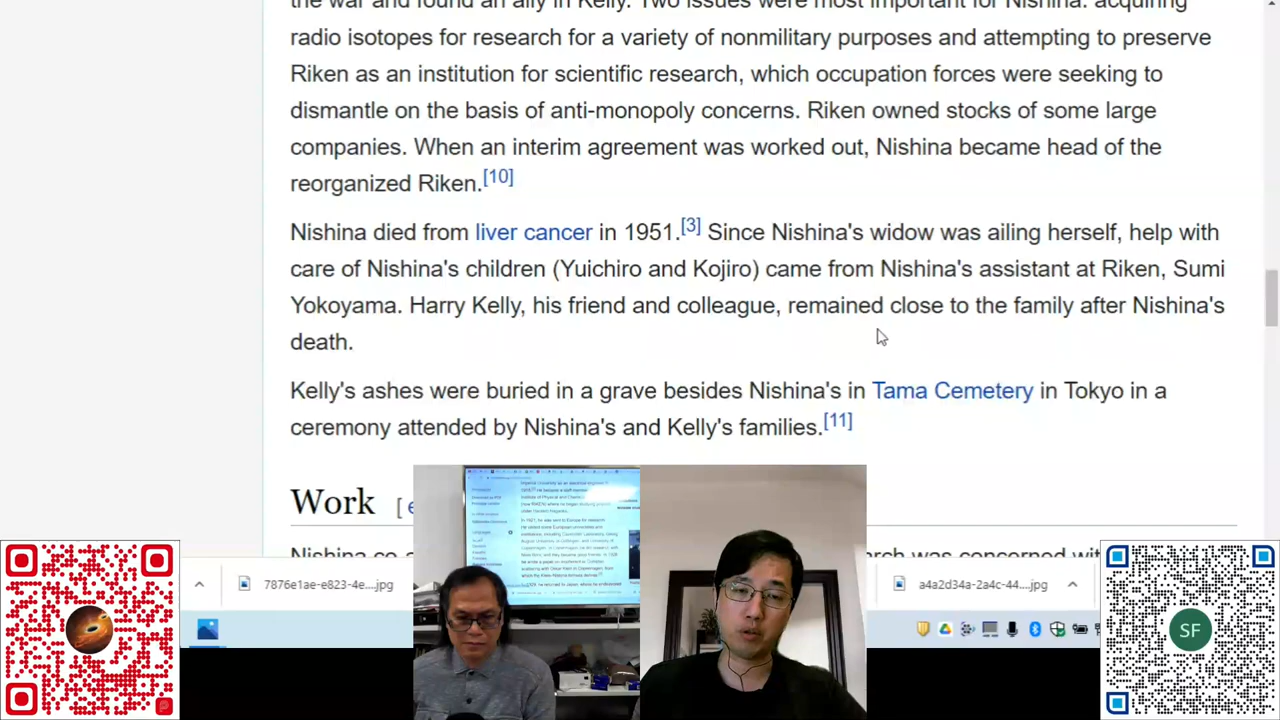 the war and found an ally in Kelly. Two issues were most important for Nishina: acquiring
radio isotopes for research for a variety of nonmilitary purposes and attempting to preserve
Riken as an institution for scientific research, which occupation forces were seeking to
dismantle on the basis of anti-monopoly concerns. Riken owned stocks of some large
companies. When an interim agreement was worked out, Nishina became head of the
reorganized Riken.[10]
Nishina died from liver cancer in 1951.[3] Since Nishina's widow was ailing herself, help with
care of Nishina's children (Yuichiro and Kojiro) came from Nishina's assistant at Riken, Sumi
Yokoyama. Harry Kelly, his friend and colleague, remained close to the family after Nishina's
death.
Kelly's ashes were buried in a grave besides Nishina's in Tama Cemetery in Tokyo in a
ceremony attended by Nishina's and Kelly's families.[11]
Work [ e
7876e1ae-e823-4e....jpg
a4a2d34a-2a4c-44....jpg
SF